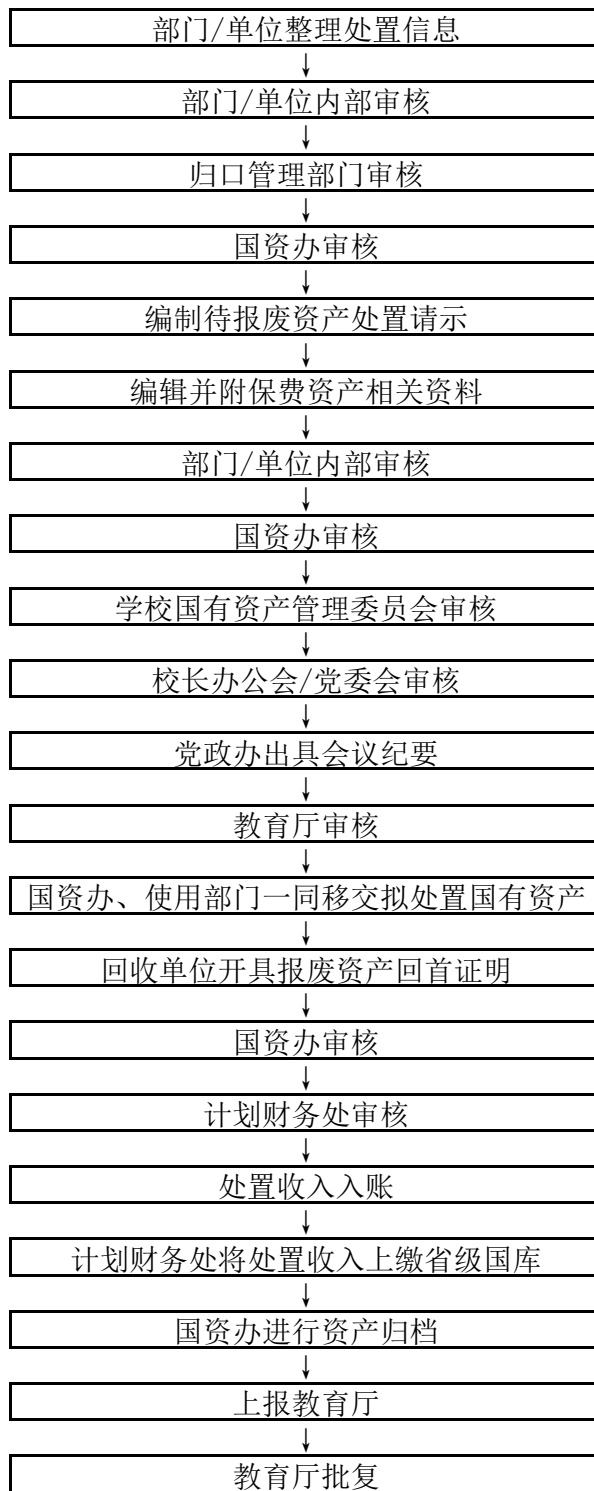 部门/单位整理处置信息
部门/单位内部审核
归口管理部门审核
国资办审核
编制待报废资产处置请示
编辑并附保费资产相关资料
部门/单位内部审核
国资办审核
学校国有资产管理委员会审核
校长办公会/党委会审核
党政办出具会议纪要
教育厅审核
国资办、使用部门一同移交拟处置国有资产
回收单位开具报废资产回首证明
国资办审核
计划财务处审核
处置收入入账
计划财务处将处置收入上缴省级国库
国资办进行资产归档
上报教育厅
教育厅批复